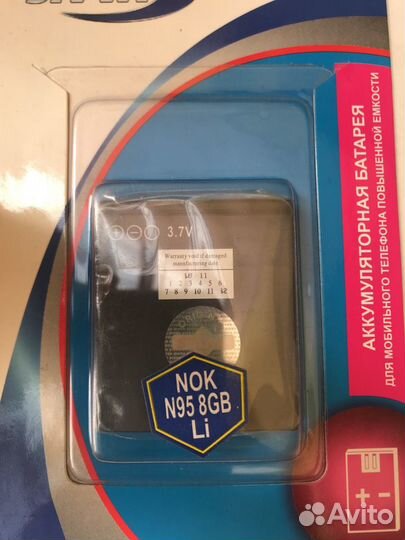 АККУМУЛЯТОРНАЯ БАТАРЕЯ
ДЛЯ МОБИЛЬНОГО ТЕЛЕФОНА ПОВЫШЕННОЙ ЕМКОСТИ
3.7V
Warranty void if damaged
manufacturing date.
10 11
1 2 3 4 5 6
7 8 9 10 11 12
NOK
N95 8GB
Li
Avito